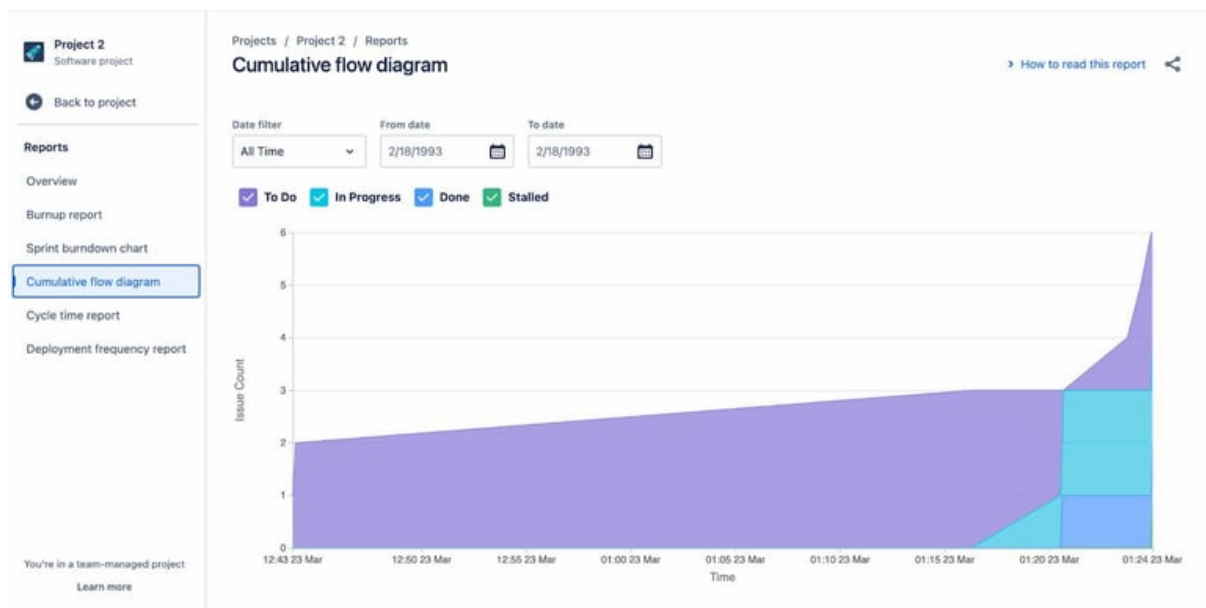 Project 2
Software project
Back to project
Reports
Overview
Burnup report
Sprint burndown chart
Cumulative flow diagram
Cycle time report
Deployment frequency report
You're in a team-managed project
Learn more
Projects / Project 2 / Reports
Cumulative flow diagram
How to read this report
Date filter From date To date
All Time 2/18/1993 2/18/1993
To Do In Progress Done Stalled
6
5
4
3
2
1
0
Issue Count
12:43 23 Mar 12:50 23 Mar 12:55 23 Mar 01:00 23 Mar 01:05 23 Mar 01:10 23 Mar 01:15 23 Mar 01:20 23 Mar 01:24 23 Mar
Time